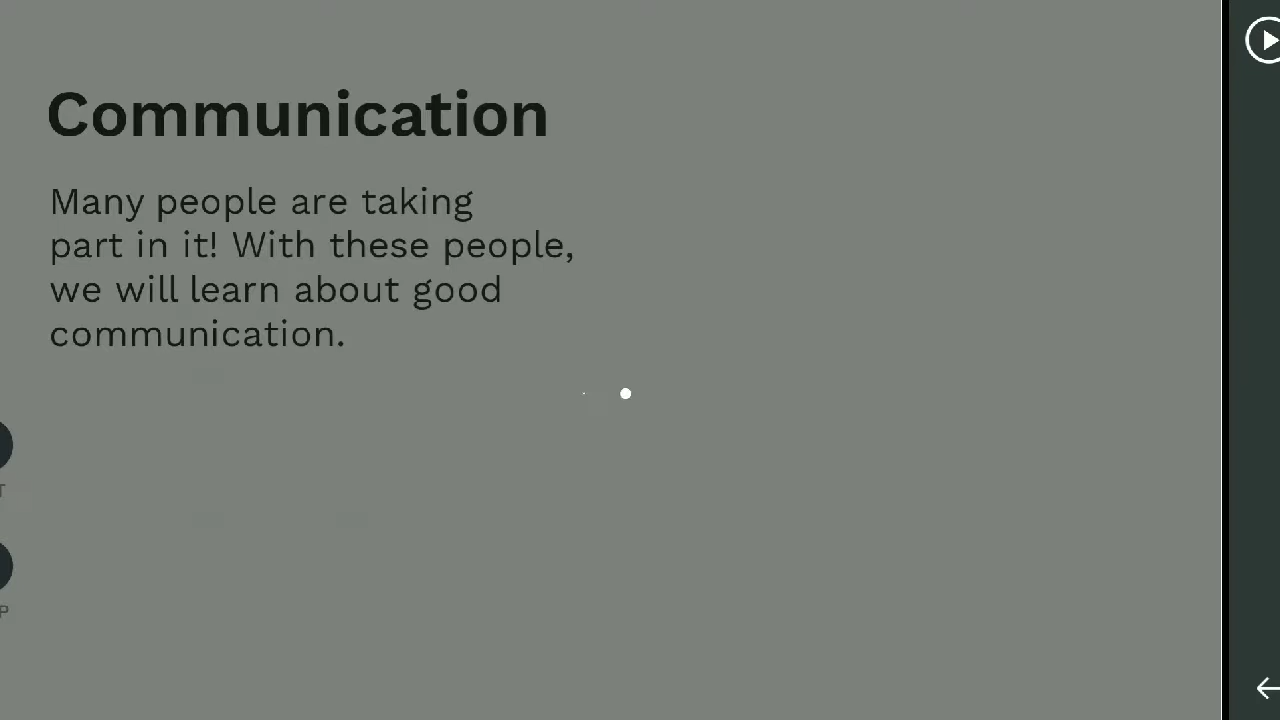 Communication
Many people are taking
part in it! With these people,
we will learn about good
communication.
T
P